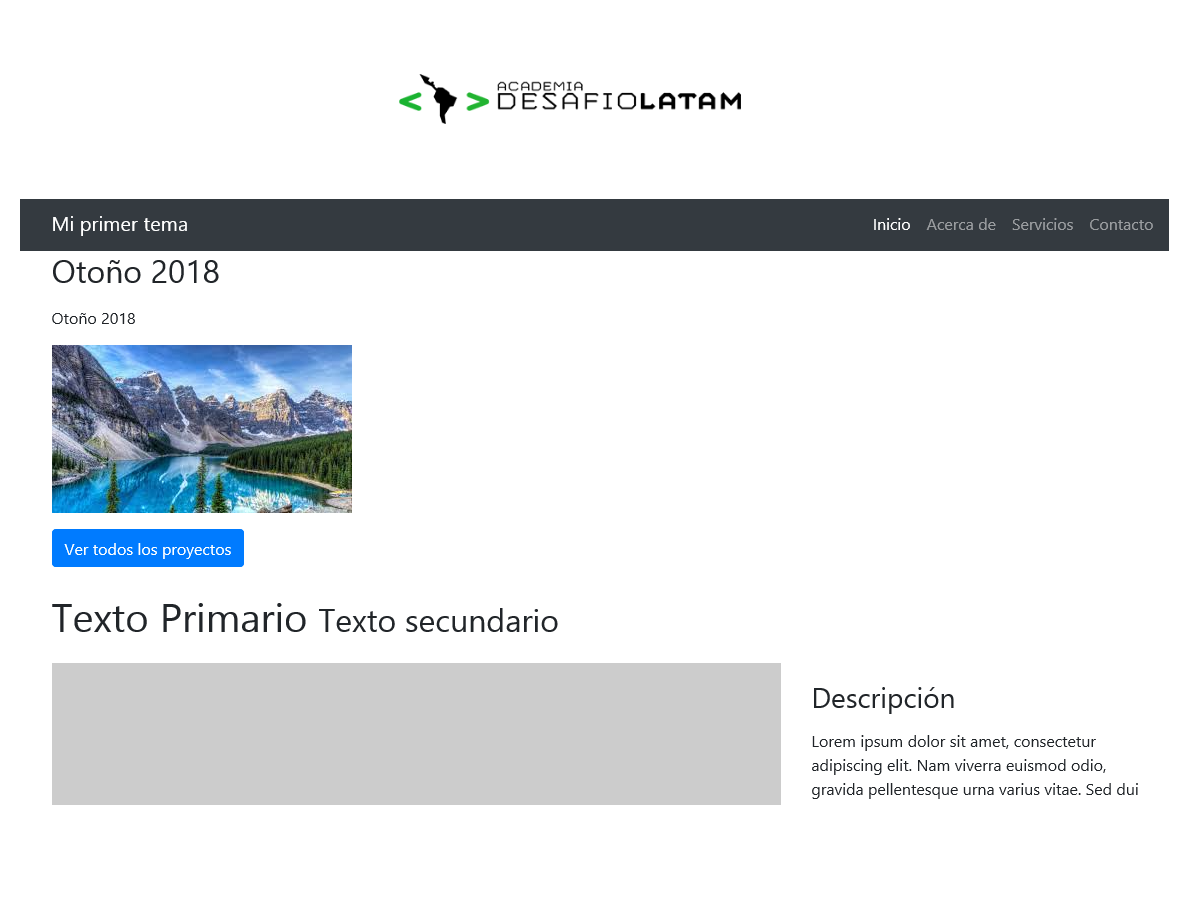 ACADEMIA
DESAFIOLATAM
Mi primer tema
Inicio Acerca de Servicios Contacto
Otoño 2018
Otoño 2018
Ver todos los proyectos
Texto Primario Texto secundario
Descripción
Lorem ipsum dolor sit amet, consectetur
adipiscing elit. Nam viverra euismod odio,
gravida pellentesque urna varius vitae. Sed dui